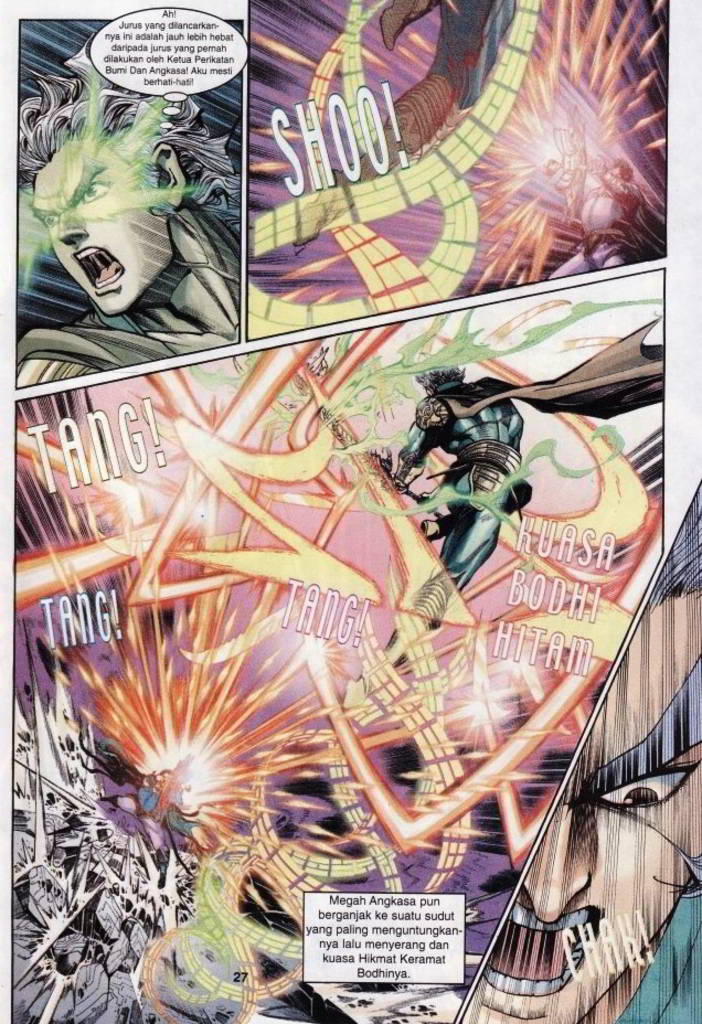 Ah!
Jurus yang dilancarkan-
nya ini adalah jauh lebih hebat
daripada jurus yang pernah
dilakukan oleh Ketua Perikatan
Bumi Dan Angkasa! Aku mesti
berhati-hati!
SHOO!
TANG!
TANG!
TANG!
KUASA
BODHI
HITAM
Megah Angkasa pun
berganjak ke suatu sudut
yang paling menguntungkan-
nya lalu menyerang dan
kuasa Hikmat Keramat
Bodhinya.
CHAK!
27